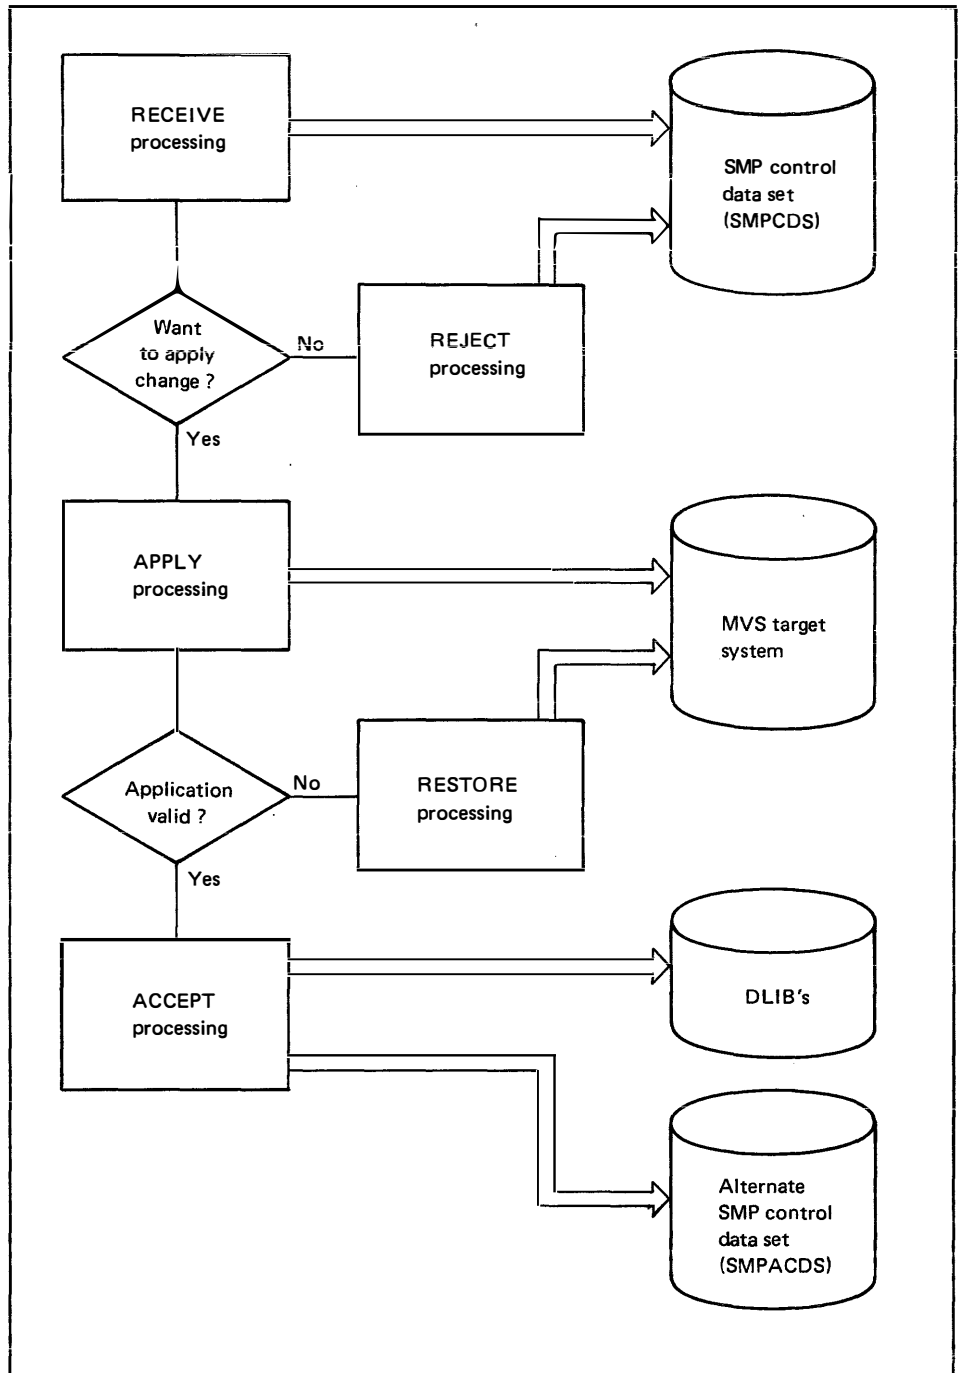 RECEIVE
processing
SMP control
data set
(SMPCDS)
Want
to apply
change ?
No
REJECT
processing
Yes
APPLY
processing
MVS target
system
Application
valid ?
No
RESTORE
processing
Yes
ACCEPT
processing
DLIB's
Alternate
SMP control
data set
(SMPACDS)